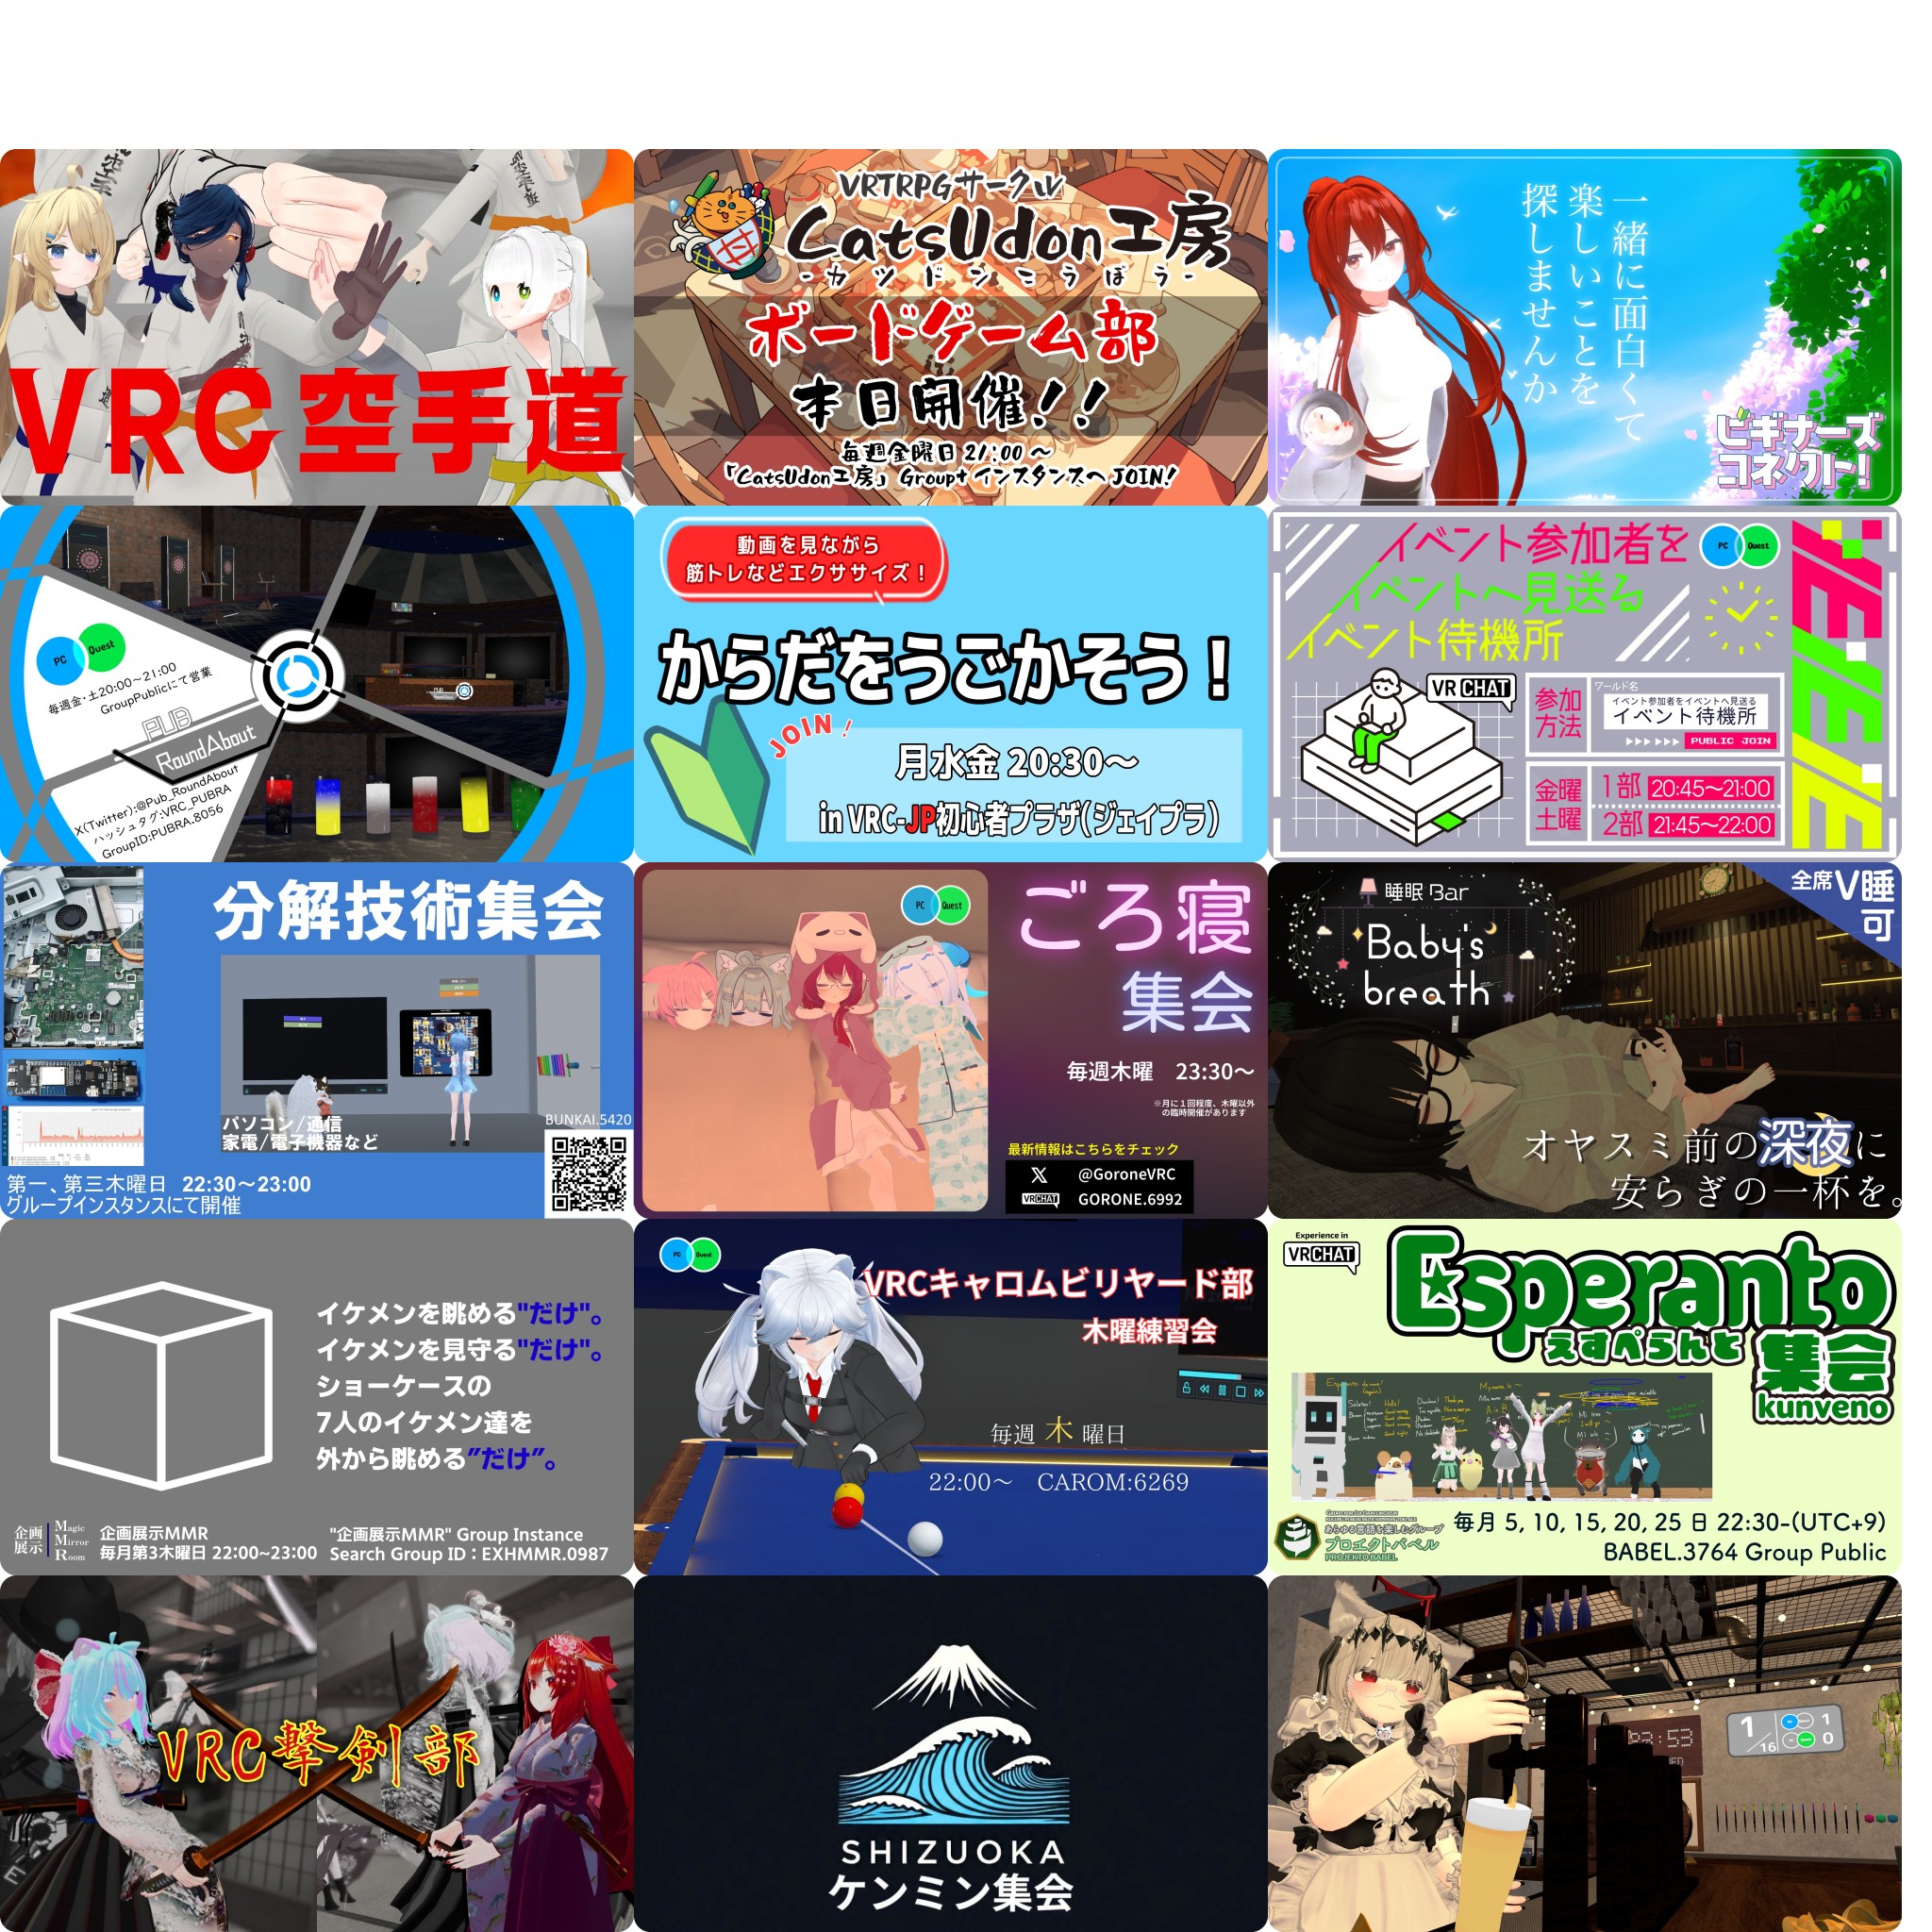 VRC空手道
VRTRPGサークル
CatsUdon工房
-カツドンこうぼう-
ボードゲーム部
本日開催!!
毎週金曜日 21:00 ～
「CatsUdon工房」 Group+ インスタンスへ JOIN!
一緒に面白くて
楽しいことを
探しませんか
ビギナーズ
コネクト!
PC Quest
毎週金・土20:00~21:00
GroupPublicにて営業
PUB
RoundAbout
X(Twitter):@Pub_RoundAbout
ハッシュタグ:VRC_PUBRA
GroupID:PUBRA.8056
動画を見ながら
筋トレなどエクササイズ！
からだをうごかそう！
JOIN！
月水金 20:30～
in VRC-JP初心者プラザ(ジェイプラ)
イベント参加者を
イベントへ見送る
イベント待機所
PC Quest
VRCHAT
参加
方法
ワールド名
イベント参加者をイベントへ見送る
イベント待機所
PUBLIC JOIN
金曜
土曜
1部 20:45～21:00
2部 21:45～22:00
分解技術集会
パソコン/通信
家電/電子機器など
BUNKAI.5420
第一、第三木曜日 22:30～23:00
グループインスタンスにて開催
PC Quest
ごろ寝
集会
毎週木曜 23:30～
※月に１回程度、木曜以外
の臨時開催があります
最新情報はこちらをチェック
X @GoroneVRC
VRCHAT GORONE.6992
睡眠 Bar
Baby's
breath
全席V睡
可
オヤスミ前の深夜に
安らぎの一杯を。
イケメンを眺める"だけ"。
イケメンを見守る"だけ"。
ショーケースの
7人のイケメン達を
外から眺める"だけ"。
企画
展示
Magic
Mirror
Room
企画展示MMR
毎月第3木曜日 22:00~23:00
"企画展示MMR" Group Instance
Search Group ID : EXHMMR.0987
PC Quest
VRCキャロムビリヤード部
木曜練習会
毎週 木 曜日
22:00～ CAROM:6269
Experience in
VRCHAT
Esperanto
えすぺらんと 集会
kunveno
あらゆる言語を楽しむグループ
プロエクトバベル
PROJEKTO BABEL
毎月 5, 10, 15, 20, 25 日 22:30-(UTC+9)
BABEL.3764 Group Public
VRC撃剣部
SHIZUOKA
ケンミン集会
1/16
1
0